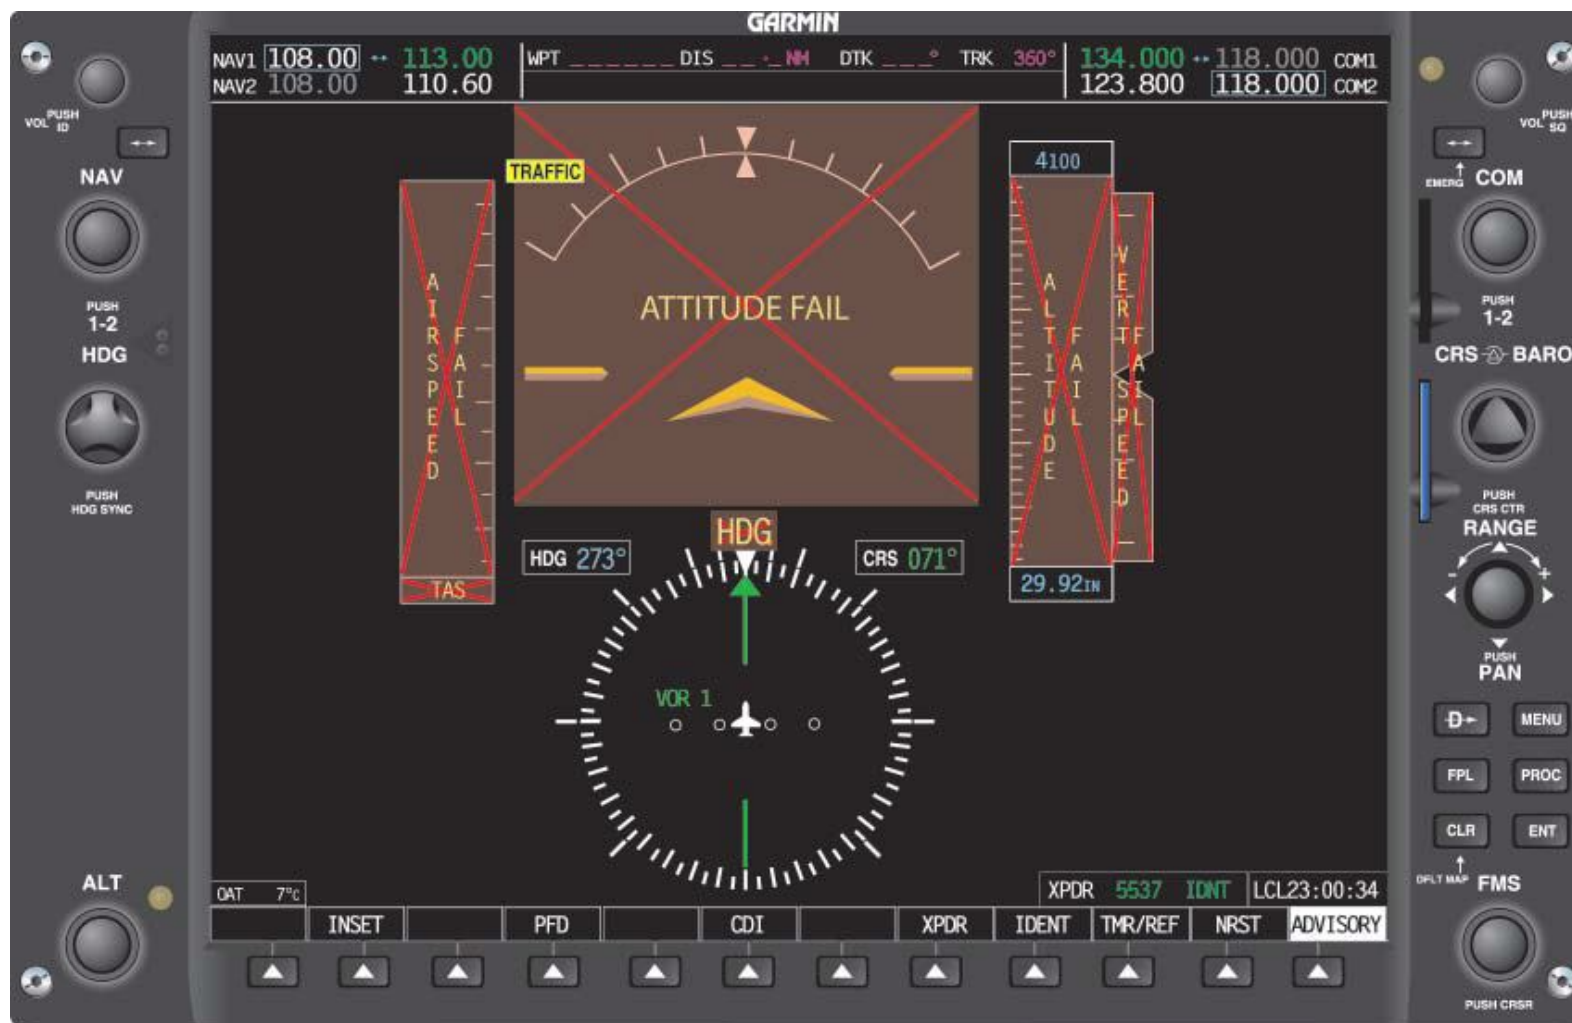 GARMIN
NAV1 108.00 ↔ 113.00
NAV2 108.00 110.60
WPT _ _ _ _ _ _ DIS _ _ . _ NM DTK _ _ _° TRK 360°
134.000 ↔ 118.000 COM1
123.800 118.000 COM2
VOL PUSH ID
NAV
PUSH
1-2
HDG
PUSH
HDG SYNC
ALT
TRAFFIC
ATTITUDE FAIL
AIRSPEED FAIL
TAS
4100
ALTITUDE FAIL
VERT SPEED FAIL
29.92IN
HDG
HDG 273°
CRS 071°
VOR 1
OAT 7°C
XPDR 5537 IDNT
LCL23:00:34
INSET
PFD
CDI
XPDR
IDENT
TMR/REF
NRST
ADVISORY
VOL PUSH SQ
EMERG
COM
PUSH
1-2
CRS BARO
PUSH
CRS CTR
RANGE
- +
PUSH
PAN
D
MENU
FPL
PROC
CLR
ENT
DFLT MAP
FMS
PUSH CRSR